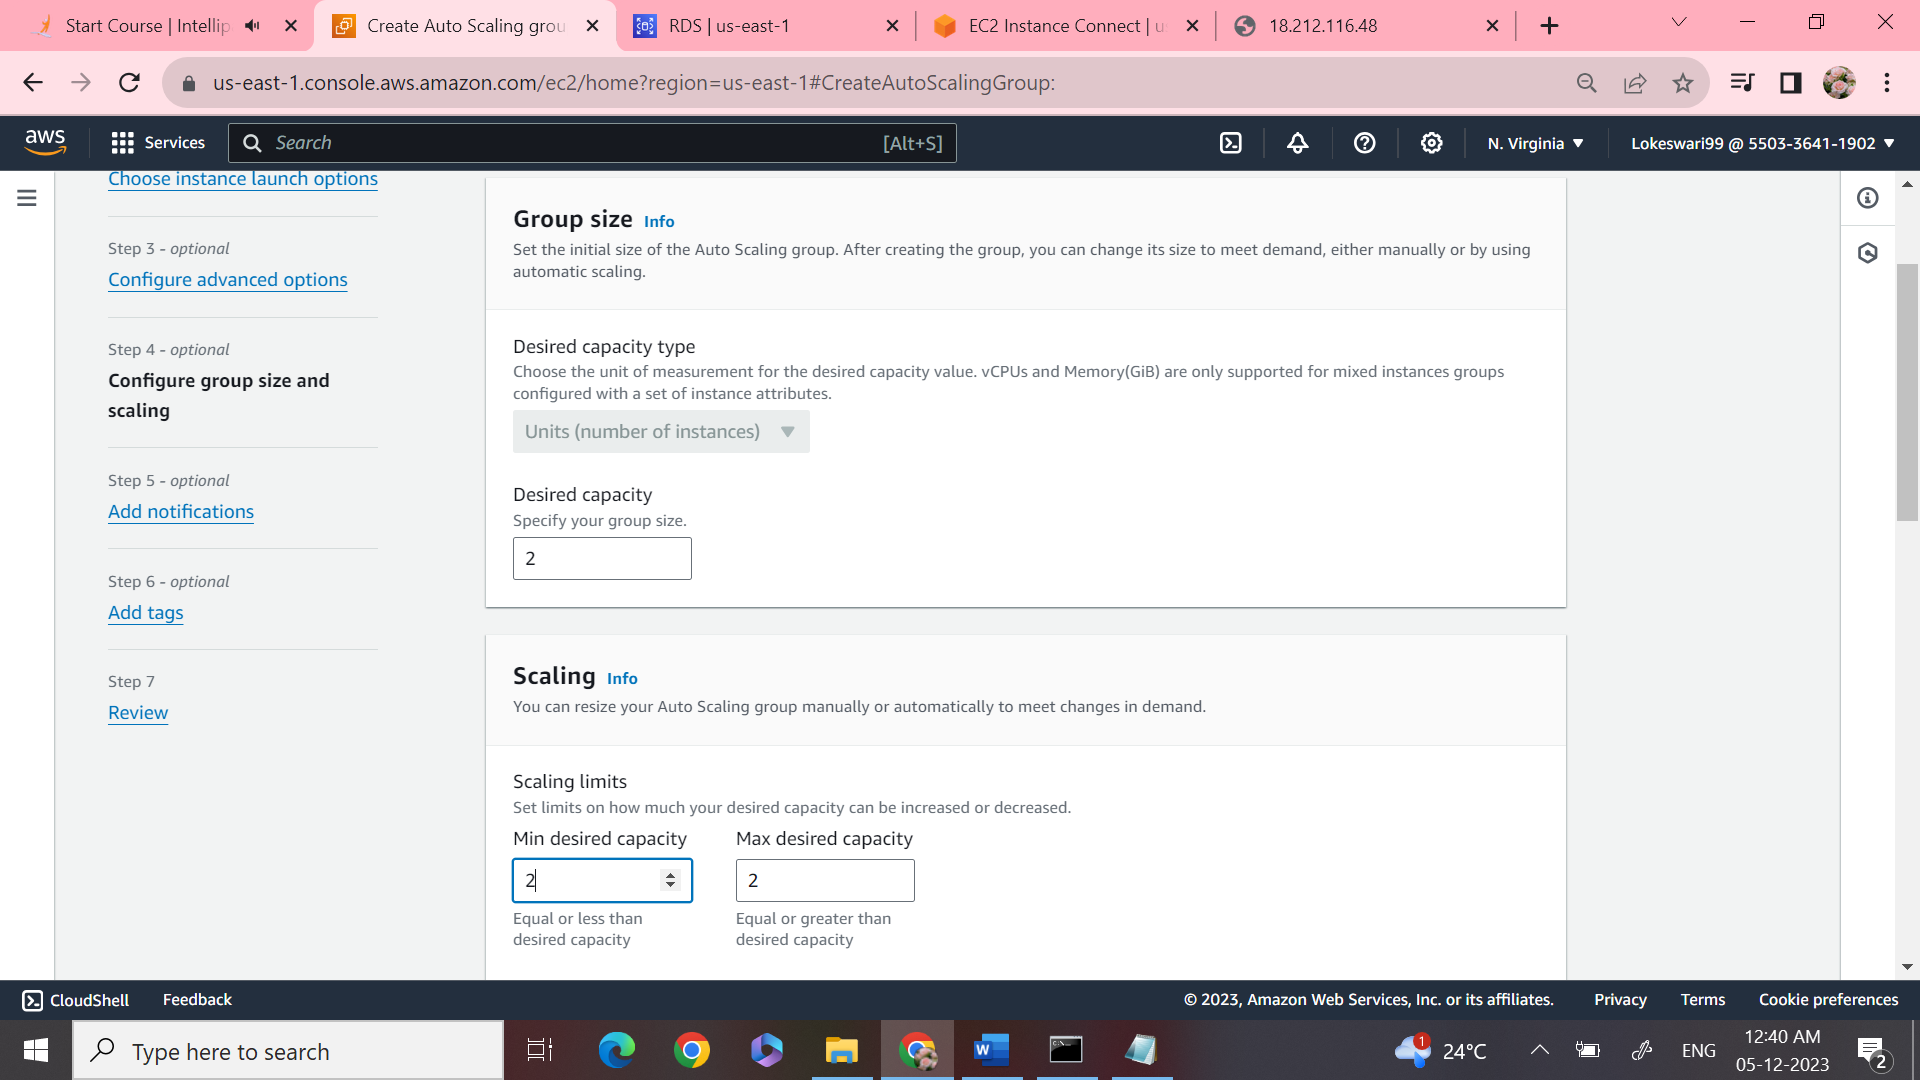 Start Course | Intellip
Create Auto Scaling grou
RDS | us-east-1
EC2 Instance Connect | u
18.212.116.48
us-east-1.console.aws.amazon.com/ec2/home?region=us-east-1#CreateAutoScalingGroup:
aws
Services
Search
[Alt+S]
N. Virginia
Lokeswari99 @ 5503-3641-1902
Choose instance launch options
Step 3 - optional
Configure advanced options
Step 4 - optional
Configure group size and
scaling
Step 5 - optional
Add notifications
Step 6 - optional
Add tags
Step 7
Review
Group size Info
Set the initial size of the Auto Scaling group. After creating the group, you can change its size to meet demand, either manually or by using
automatic scaling.
Desired capacity type
Choose the unit of measurement for the desired capacity value. vCPUs and Memory(GiB) are only supported for mixed instances groups
configured with a set of instance attributes.
Units (number of instances)
Desired capacity
Specify your group size.
2
Scaling Info
You can resize your Auto Scaling group manually or automatically to meet changes in demand.
Scaling limits
Set limits on how much your desired capacity can be increased or decreased.
Min desired capacity
Max desired capacity
2
2
Equal or less than
desired capacity
Equal or greater than
desired capacity
CloudShell
Feedback
© 2023, Amazon Web Services, Inc. or its affiliates.
Privacy
Terms
Cookie preferences
Type here to search
W
1
24°C
ENG
12:40 AM
05-12-2023
2